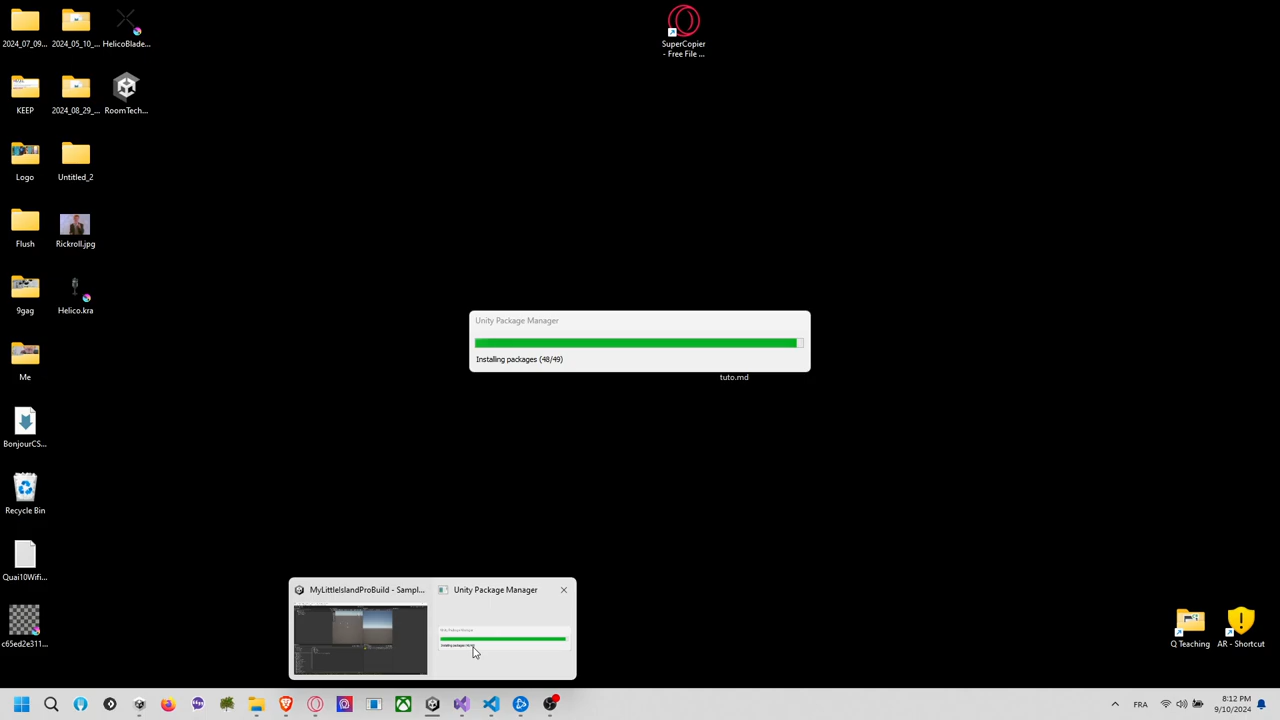 2024_07_09...
2024_05_10_...
HelicoBlade...
SuperCopier
- Free File ...
KEEP
2024_08_29_...
RoomTech...
Logo
Untitled_2
Flush
Rickroll.jpg
9gag
Helico.kra
Unity Package Manager
Installing packages (48/49)
Me
tuto.md
BonjourCS...
Recycle Bin
Quai10Wifi...
MyLittleIslandProBuild - Sampl...
Unity Package Manager
c65ed2e311...
Q Teaching
AR - Shortcut
FRA
8:12 PM
9/10/2024